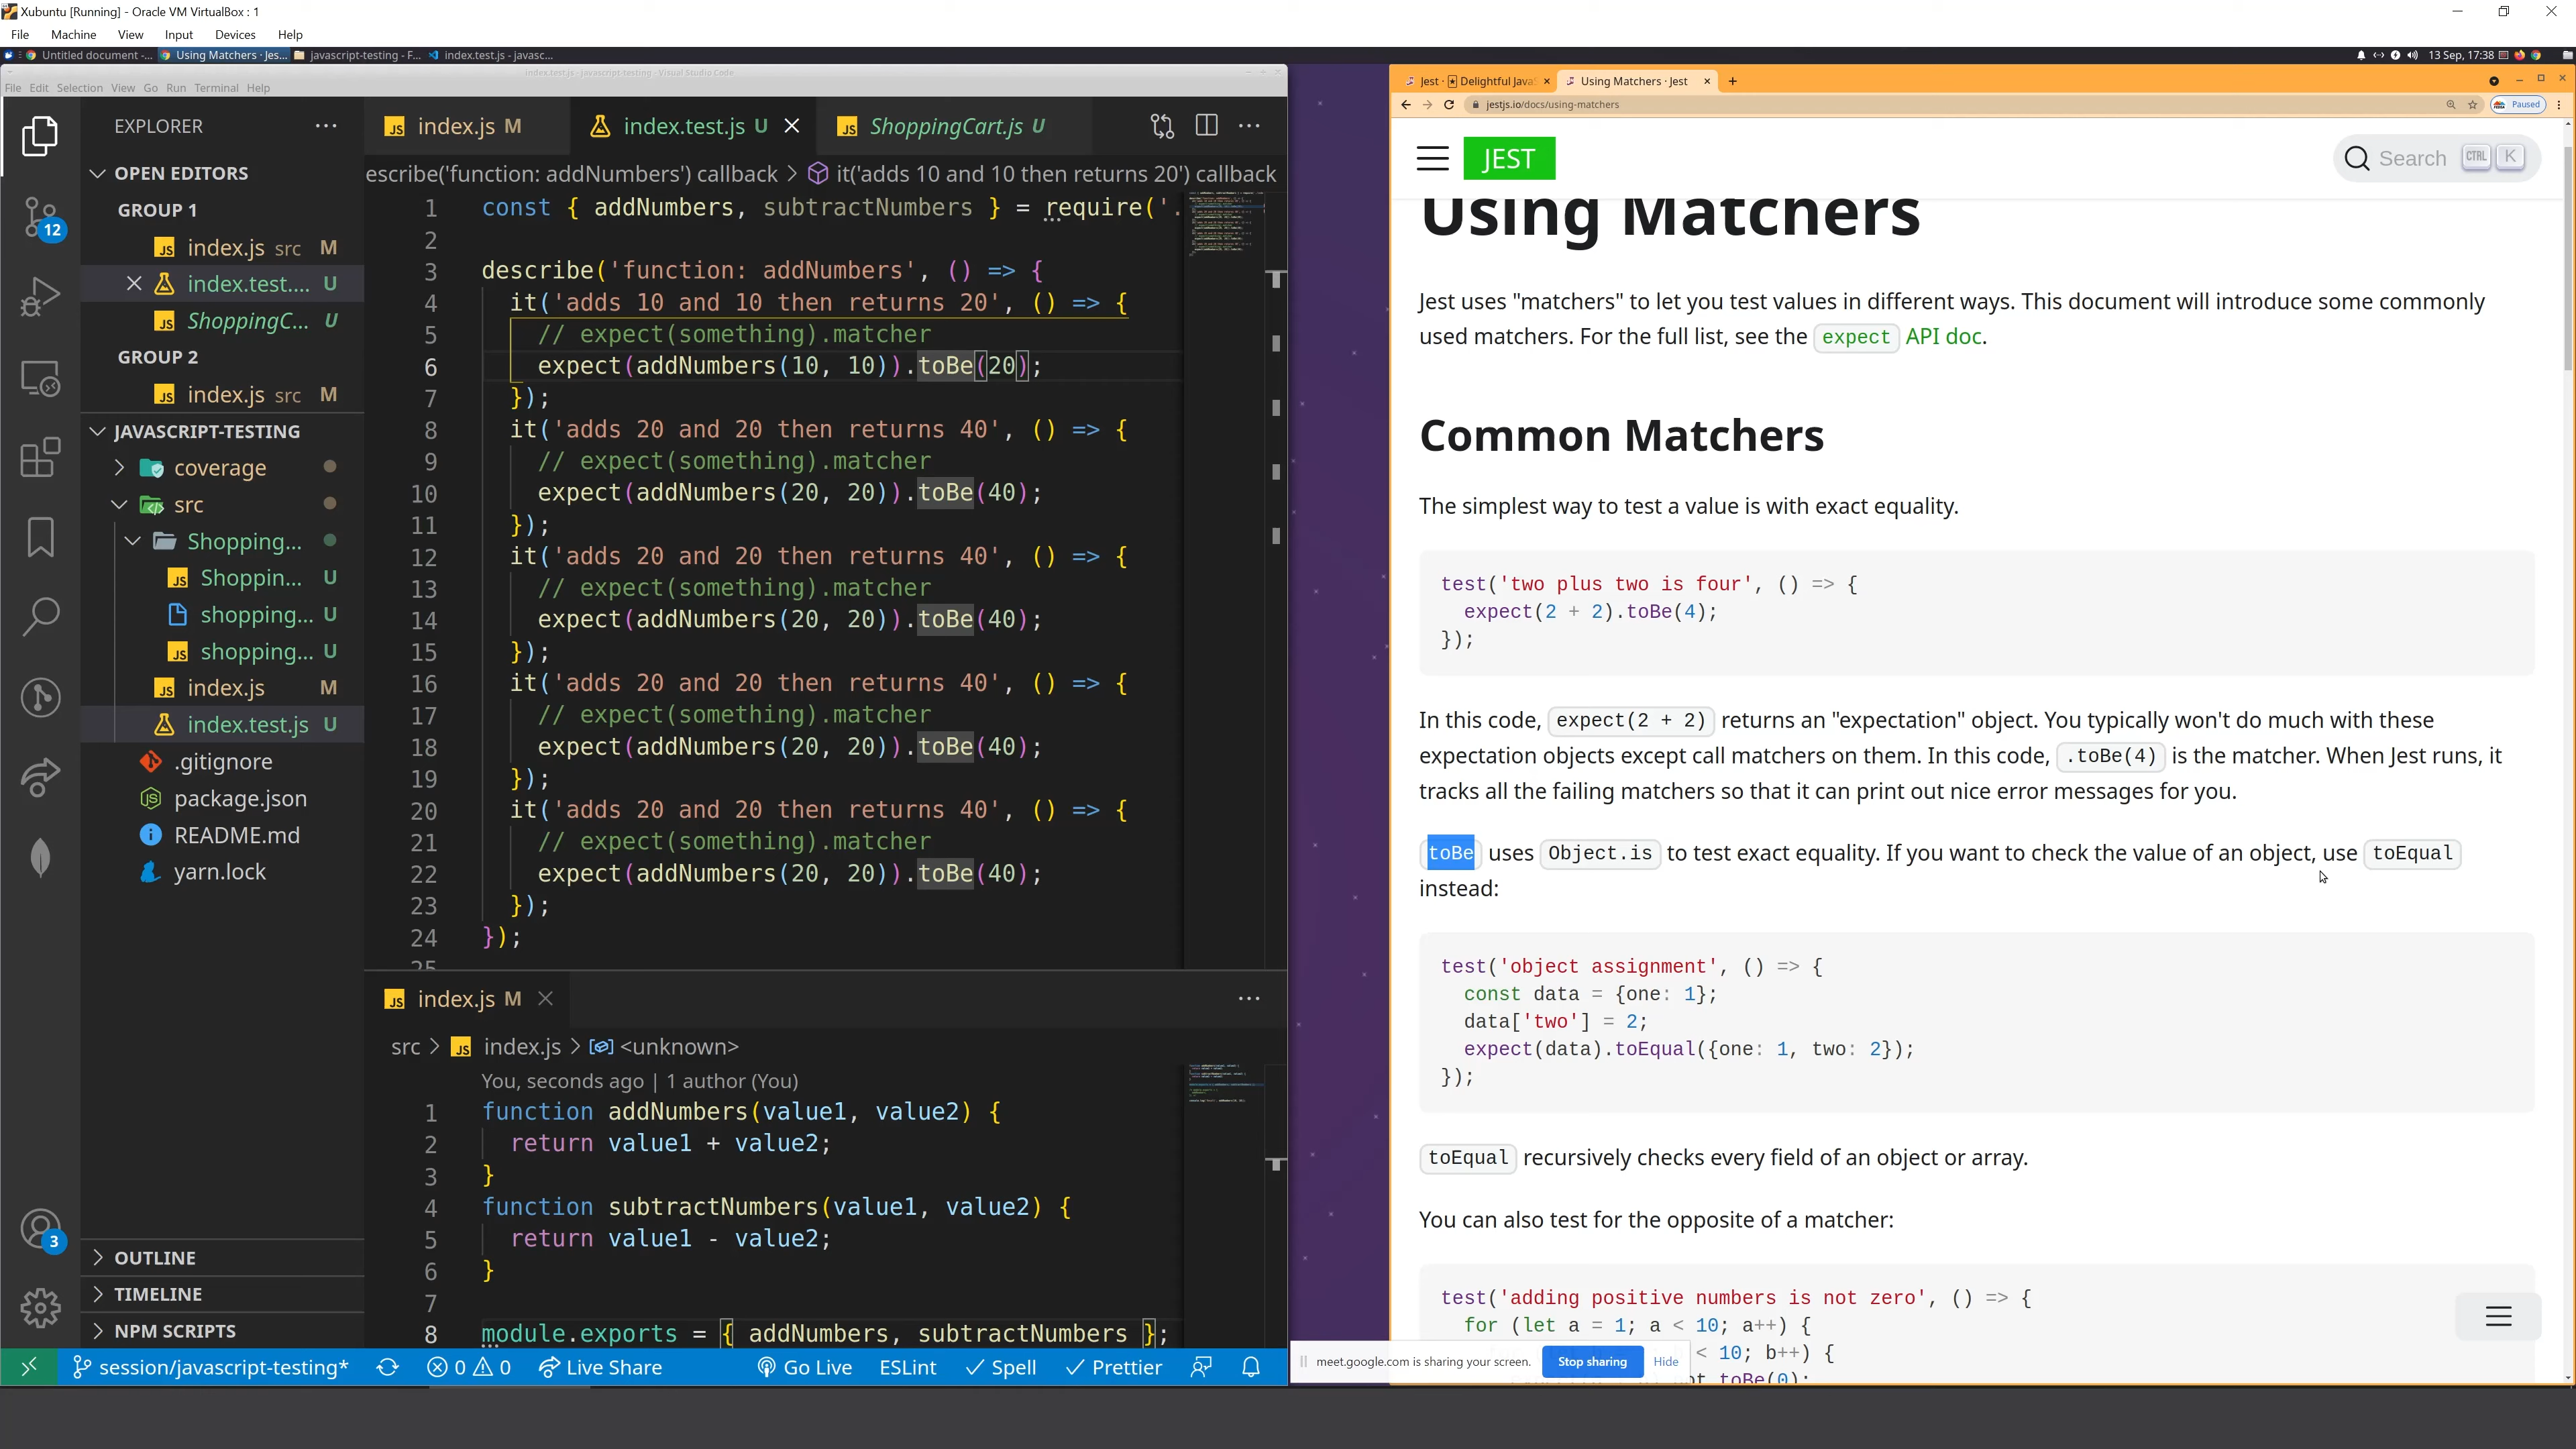 Xubuntu [Running] - Oracle VM VirtualBox : 1
File Machine View Input Devices Help
Untitled document -... Using Matchers · Jes... javascript-testing - F... index.test.js - javasc...
13 Sep, 17:38
index.test.js - javascript-testing - Visual Studio Code
File Edit Selection View Go Run Terminal Help
EXPLORER
OPEN EDITORS
GROUP 1
index.js src M
index.test.... U
ShoppingC... U
GROUP 2
index.js src M
JAVASCRIPT-TESTING
coverage
src
Shopping...
Shoppin... U
shopping... U
shopping... U
index.js M
index.test.js U
.gitignore
package.json
README.md
yarn.lock
OUTLINE
TIMELINE
NPM SCRIPTS
12
3
index.js M index.test.js U ShoppingCart.js U
escribe('function: addNumbers') callback > it('adds 10 and 10 then returns 20') callback
1 const { addNumbers, subtractNumbers } = require('.
2
3 describe('function: addNumbers', () => {
4 it('adds 10 and 10 then returns 20', () => {
5 // expect(something).matcher
6 expect(addNumbers(10, 10)).toBe(20);
7 });
8 it('adds 20 and 20 then returns 40', () => {
9 // expect(something).matcher
10 expect(addNumbers(20, 20)).toBe(40);
11 });
12 it('adds 20 and 20 then returns 40', () => {
13 // expect(something).matcher
14 expect(addNumbers(20, 20)).toBe(40);
15 });
16 it('adds 20 and 20 then returns 40', () => {
17 // expect(something).matcher
18 expect(addNumbers(20, 20)).toBe(40);
19 });
20 it('adds 20 and 20 then returns 40', () => {
21 // expect(something).matcher
22 expect(addNumbers(20, 20)).toBe(40);
23 });
24 });
25
index.js M
src > index.js > <unknown>
You, seconds ago | 1 author (You)
1 function addNumbers(value1, value2) {
2 return value1 + value2;
3 }
4 function subtractNumbers(value1, value2) {
5 return value1 - value2;
6 }
7
8 module.exports = { addNumbers, subtractNumbers };
session/javascript-testing* 0 0 Live Share Go Live ESLint Spell Prettier
Jest · Delightful Java Using Matchers · Jest
jestjs.io/docs/using-matchers
Paused
JEST
Search CTRL K
Using Matchers
Jest uses "matchers" to let you test values in different ways. This document will introduce some commonly
used matchers. For the full list, see the expect API doc.
Common Matchers
The simplest way to test a value is with exact equality.
test('two plus two is four', () => {
expect(2 + 2).toBe(4);
});
In this code, expect(2 + 2) returns an "expectation" object. You typically won't do much with these
expectation objects except call matchers on them. In this code, .toBe(4) is the matcher. When Jest runs, it
tracks all the failing matchers so that it can print out nice error messages for you.
toBe uses Object.is to test exact equality. If you want to check the value of an object, use toEqual
instead:
test('object assignment', () => {
const data = {one: 1};
data['two'] = 2;
expect(data).toEqual({one: 1, two: 2});
});
toEqual recursively checks every field of an object or array.
You can also test for the opposite of a matcher:
test('adding positive numbers is not zero', () => {
for (let a = 1; a < 10; a++) {
< 10; b++) {
ot toBe(0);
meet.google.com is sharing your screen. Stop sharing Hide